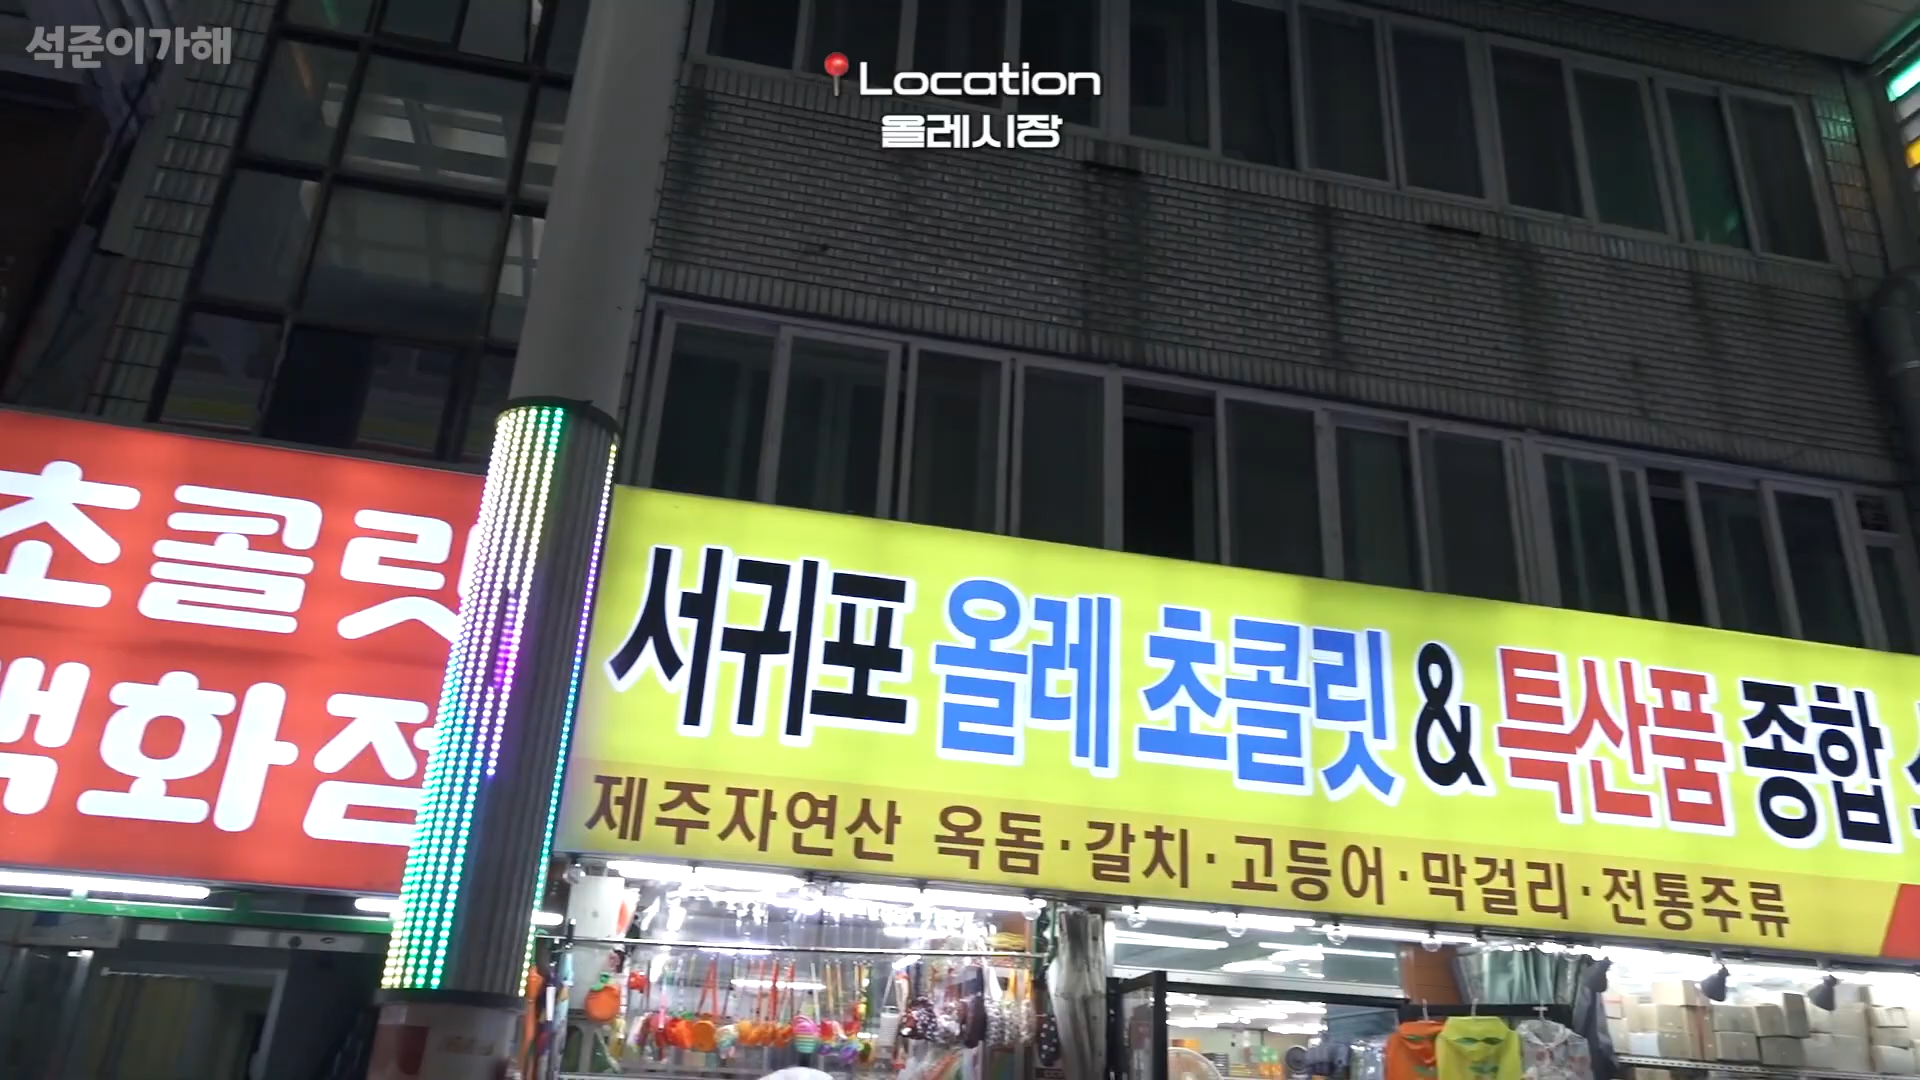 석준이가해
Location
올레시장
초콜릿
백화점
서귀포 올레 초콜릿 & 특산품 종합
제주자연산 옥돔·갈치·고등어·막걸리·전통주류